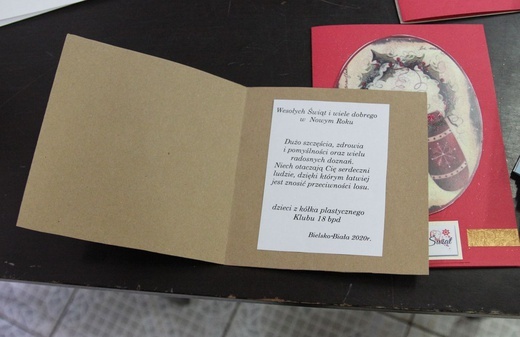 Wesołych Świąt i wiele dobrego
w Nowym Roku
Dużo szczęścia, zdrowia
i pomyślności oraz wielu
radosnych doznań.
Niech otaczają Cię serdeczni
ludzie, dzięki którym łatwiej
jest znosić przeciwności losu.
dzieci z kółka plastycznego
Klubu 18 bpd
Bielsko-Biała 2020r.
Świąt